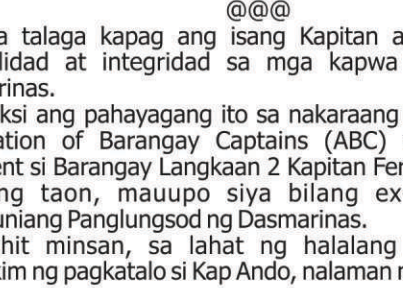 @@@
a talaga kapag ang isang Kapitan a
lidad at integridad sa mga kapwa
rinas.
ksi ang pahayagang ito sa nakaraang
ation of Barangay Captains (ABC)
ent si Barangay Langkaan 2 Kapitan Fer
ng taon, mauupo siya bilang ex
uniang Panglungsod ng Dasmarinas.
hit minsan, sa lahat ng halalang
kim ng pagkatalo si Kap Ando, nalaman n